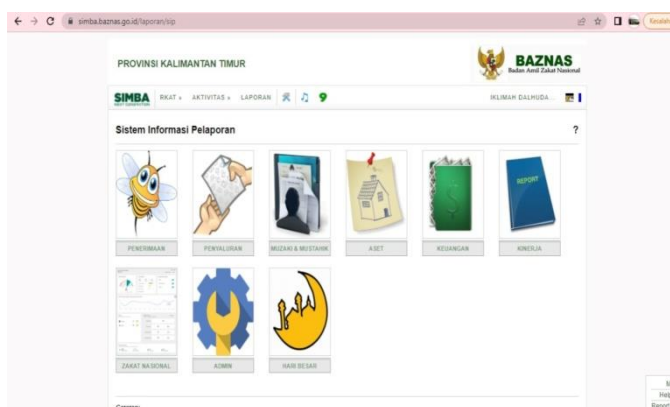 simba.baznas.go.id/laporan/sip
PROVINSI KALIMANTAN TIMUR
BAZNAS
Badan Amil Zakat Nasional
SIMBA RKAT » AKTIVITAS » LAPORAN 9 IKLIMAH DALHUDA...
Sistem Informasi Pelaporan ?
REPORT
PENERIMAAN PENYALURAN MUZAKI & MUSTAHIK ASET KEUANGAN KINERJA
ZAKAT NASIONAL ADMIN HARI BESAR